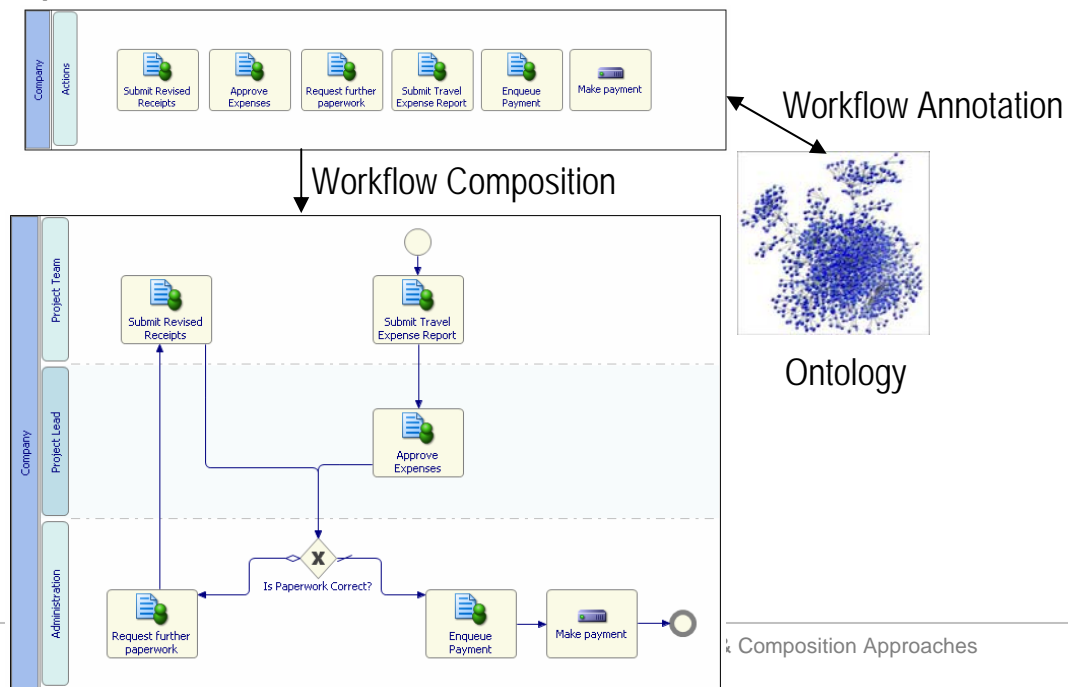 Company
Actions
Submit Revised
Receipts
Approve
Expenses
Request further
paperwork
Submit Travel
Expense Report
Enqueue
Payment
Make payment
Workflow Annotation
Workflow Composition
Ontology
Company
Project Team
Submit Revised
Receipts
Submit Travel
Expense Report
Project Lead
Approve
Expenses
Administration
X
Is Paperwork Correct?
Request further
paperwork
Enqueue
Payment
Make payment
& Composition Approaches